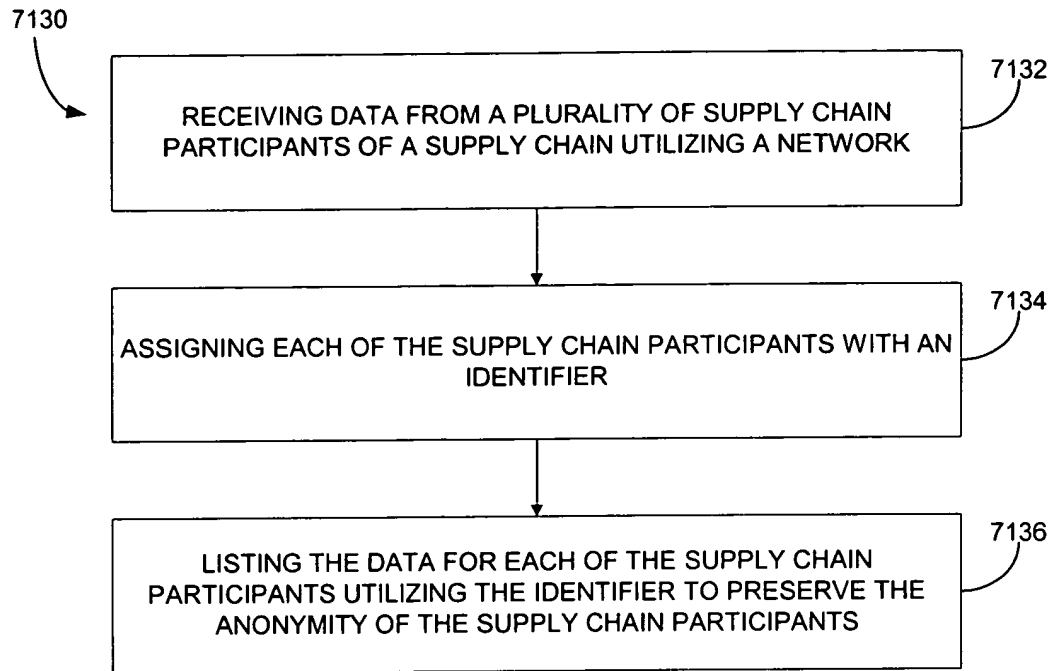 7130
7132
RECEIVING DATA FROM A PLURALITY OF SUPPLY CHAIN
PARTICIPANTS OF A SUPPLY CHAIN UTILIZING A NETWORK
7134
ASSIGNING EACH OF THE SUPPLY CHAIN PARTICIPANTS WITH AN
IDENTIFIER
7136
LISTING THE DATA FOR EACH OF THE SUPPLY CHAIN
PARTICIPANTS UTILIZING THE IDENTIFIER TO PRESERVE THE
ANONYMITY OF THE SUPPLY CHAIN PARTICIPANTS